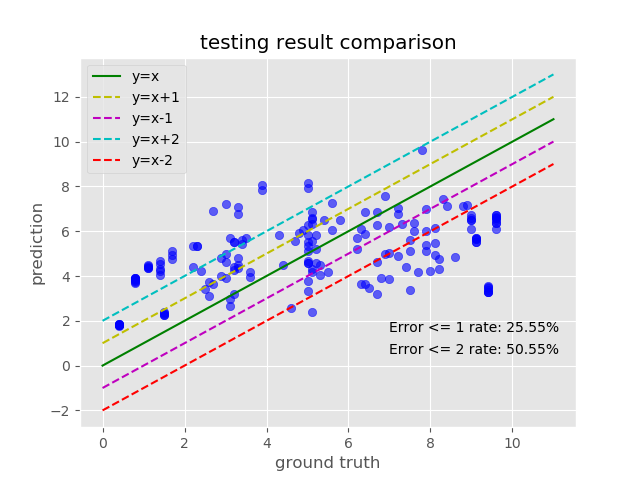 testing result comparison
y=x
y=x+1
y=x-1
y=x+2
y=x-2
12
10
8
6
4
2
0
−2
prediction
Error <= 1 rate: 25.55%
Error <= 2 rate: 50.55%
0 2 4 6 8 10
ground truth